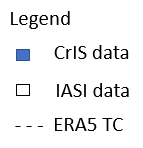 Legend
CrIS data
IASI data
ERA5 TC